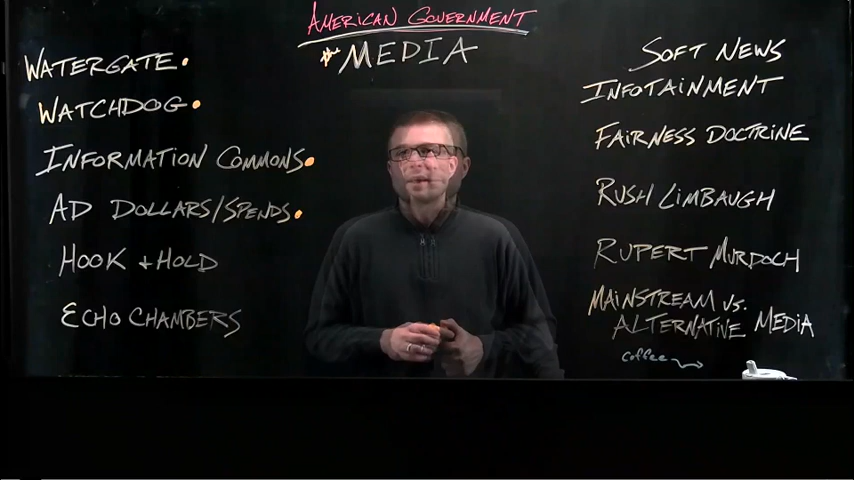 AMERICAN GOVERNMENT
the MEDIA
WATERGATE
WATCHDOG
INFORMATION COMMONS
AD DOLLARS/SPENDS
HOOK + HOLD
ECHO CHAMBERS
SOFT NEWS
INFOTAINMENT
FAIRNESS DOCTRINE
RUSH LIMBAUGH
RUPERT MURDOCH
MAINSTREAM vs.
ALTERNATIVE MEDIA
coffee